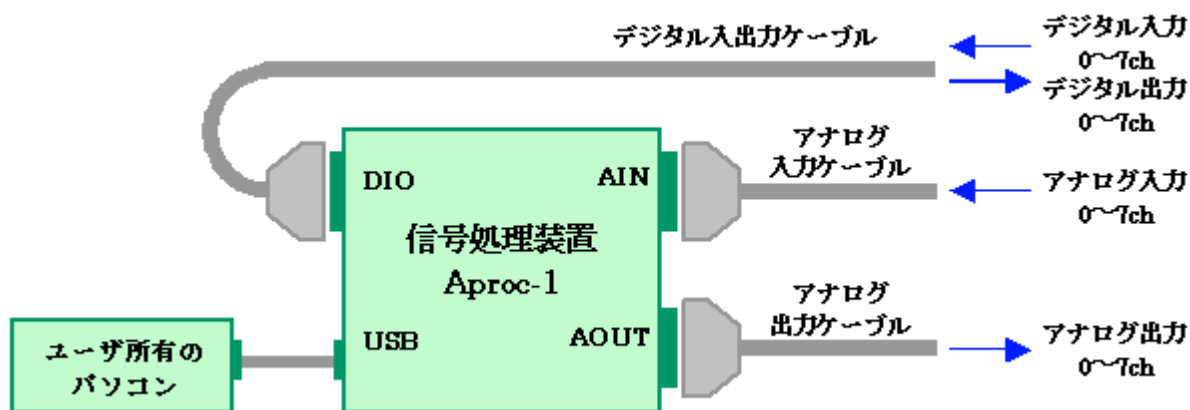 デジタル入出力ケーブル
デジタル入力
0〜7ch
デジタル出力
0〜7ch
DIO
AIN
アナログ
入力ケーブル
アナログ入力
0〜7ch
信号処理装置
Aproc-1
USB
AOUT
アナログ
出力ケーブル
アナログ出力
0〜7ch
ユーザ所有の
パソコン